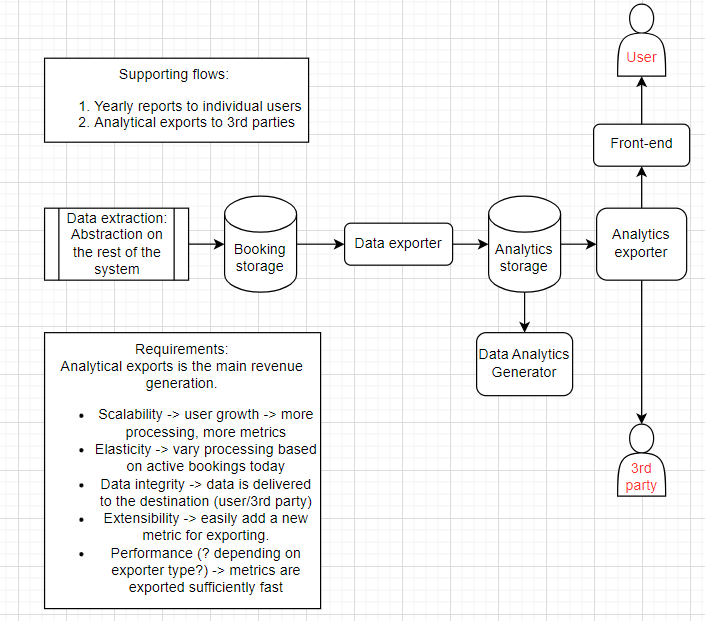 User
Supporting flows:
1. Yearly reports to individual users
2. Analytical exports to 3rd parties
Front-end
Data extraction:
Abstraction on
the rest of the
system
Booking
storage
Data exporter
Analytics
storage
Analytics
exporter
Data Analytics
Generator
Requirements:
Analytical exports is the main revenue
generation.
• Scalability -> user growth -> more
processing, more metrics
• Elasticity -> vary processing based
on active bookings today
• Data integrity -> data is delivered
to the destination (user/3rd party)
• Extensibility -> easily add a new
metric for exporting.
• Performance (? depending on
exporter type?) -> metrics are
exported sufficiently fast
3rd
party